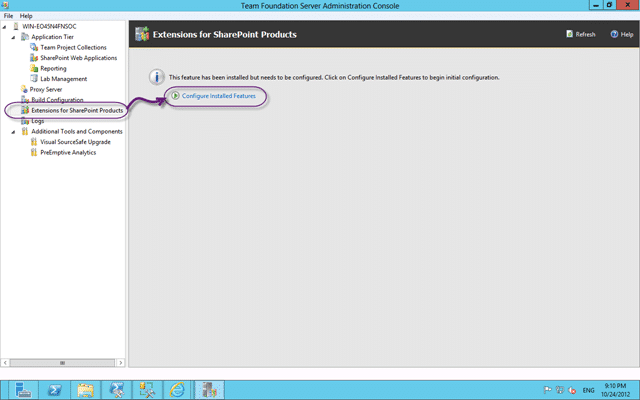 Team Foundation Server Administration Console
File Help
WIN-EO45N4FNSOC
Application Tier
Team Project Collections
SharePoint Web Applications
Reporting
Lab Management
Proxy Server
Build Configuration
Extensions for SharePoint Products
Logs
Additional Tools and Components
Visual SourceSafe Upgrade
PreEmptive Analytics
Extensions for SharePoint Products
Refresh
Help
This feature has been installed but needs to be configured. Click on Configure Installed Features to begin initial configuration.
Configure Installed Features
ENG
9:10 PM
10/24/2012